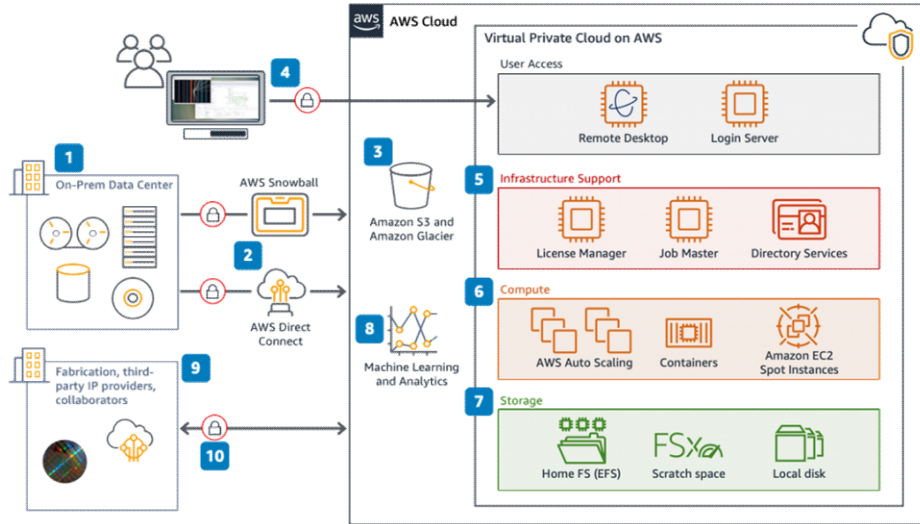 aws
AWS Cloud
Virtual Private Cloud on AWS
User Access
4
Remote Desktop
Login Server
1
On-Prem Data Center
AWS Snowball
2
AWS Direct
Connect
3
Amazon S3 and
Amazon Glacier
5
Infrastructure Support
License Manager
Job Master
Directory Services
6
Compute
AWS Auto Scaling
Containers
Amazon EC2
Spot Instances
8
Machine Learning
and Analytics
7
Storage
Home FS (EFS)
FSx
Scratch space
Local disk
9
Fabrication, third-
party IP providers,
collaborators
10